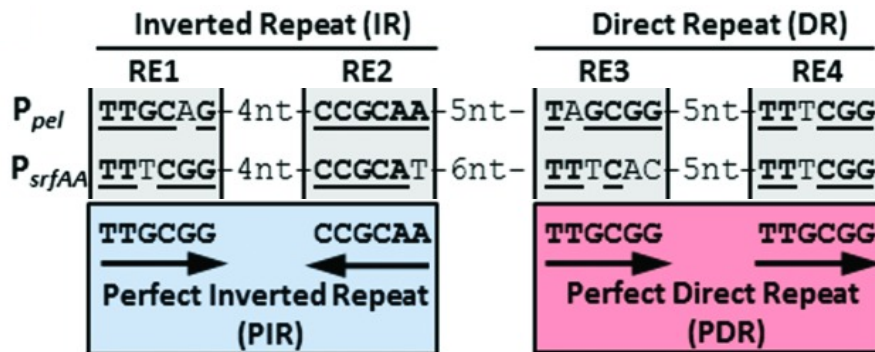 Inverted Repeat (IR) Direct Repeat (DR)
RE1 RE2 RE3 RE4
Ppel TTGCAG-4nt-CCGCAA-5nt-TAGCGG-5nt-TTTCGG
PsrfAA TTTCGG-4nt-CCGCAT-6nt-TTTCAC-5nt-TTTCGG
TTGCGG CCGCAA TTGCGG TTGCGG
Perfect Inverted Repeat Perfect Direct Repeat
(PIR) (PDR)